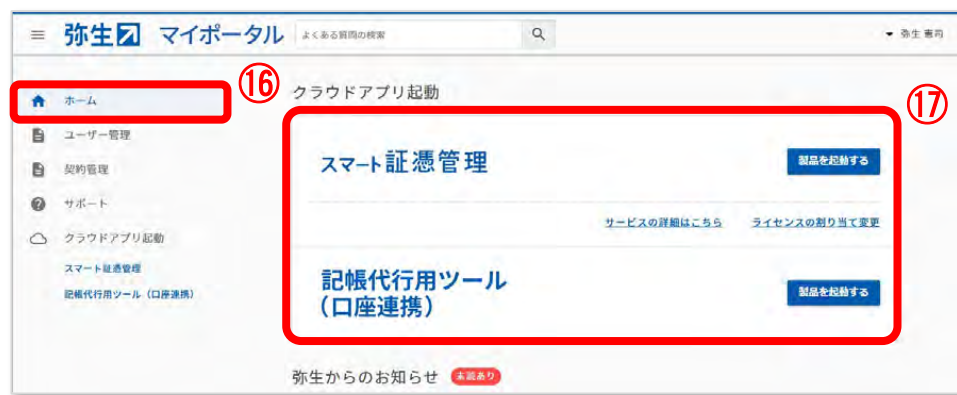 弥生 マイポータル よくある質問の検索 弥生 憲司
⑯
クラウドアプリ起動
⑰
ホーム
ユーザー管理
契約管理
サポート
クラウドアプリ起動
スマート証憑管理
記帳代行用ツール（口座連携）
スマート証憑管理 製品を起動する
サービスの詳細はこちら ライセンスの割り当て変更
記帳代行用ツール
（口座連携） 製品を起動する
弥生からのお知らせ 未読あり